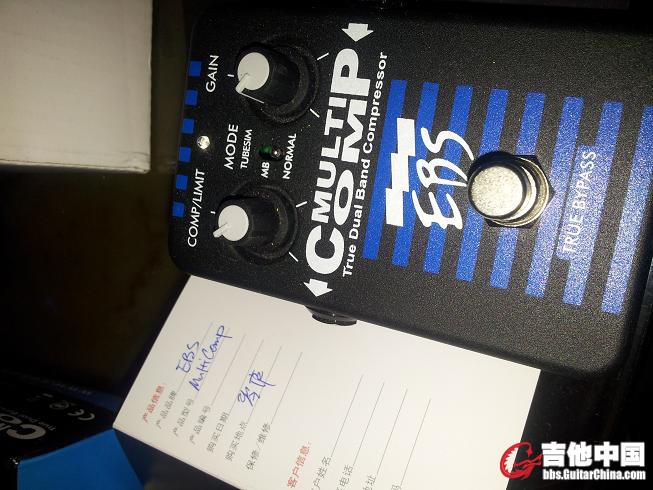 COMP/LIMIT
GAIN
MODE
TUBESIM
MB
NORMAL
MULTI
COMP
True Dual Band Compressor
EBS
TRUE BYPASS
产品信息:
产品品牌 EBS
产品型号 MultiComp
产品编号
购买日期
购买地点
保修/维修
客户信息:
客户姓名
电话
吉他中国
bbs.GuitarChina.com